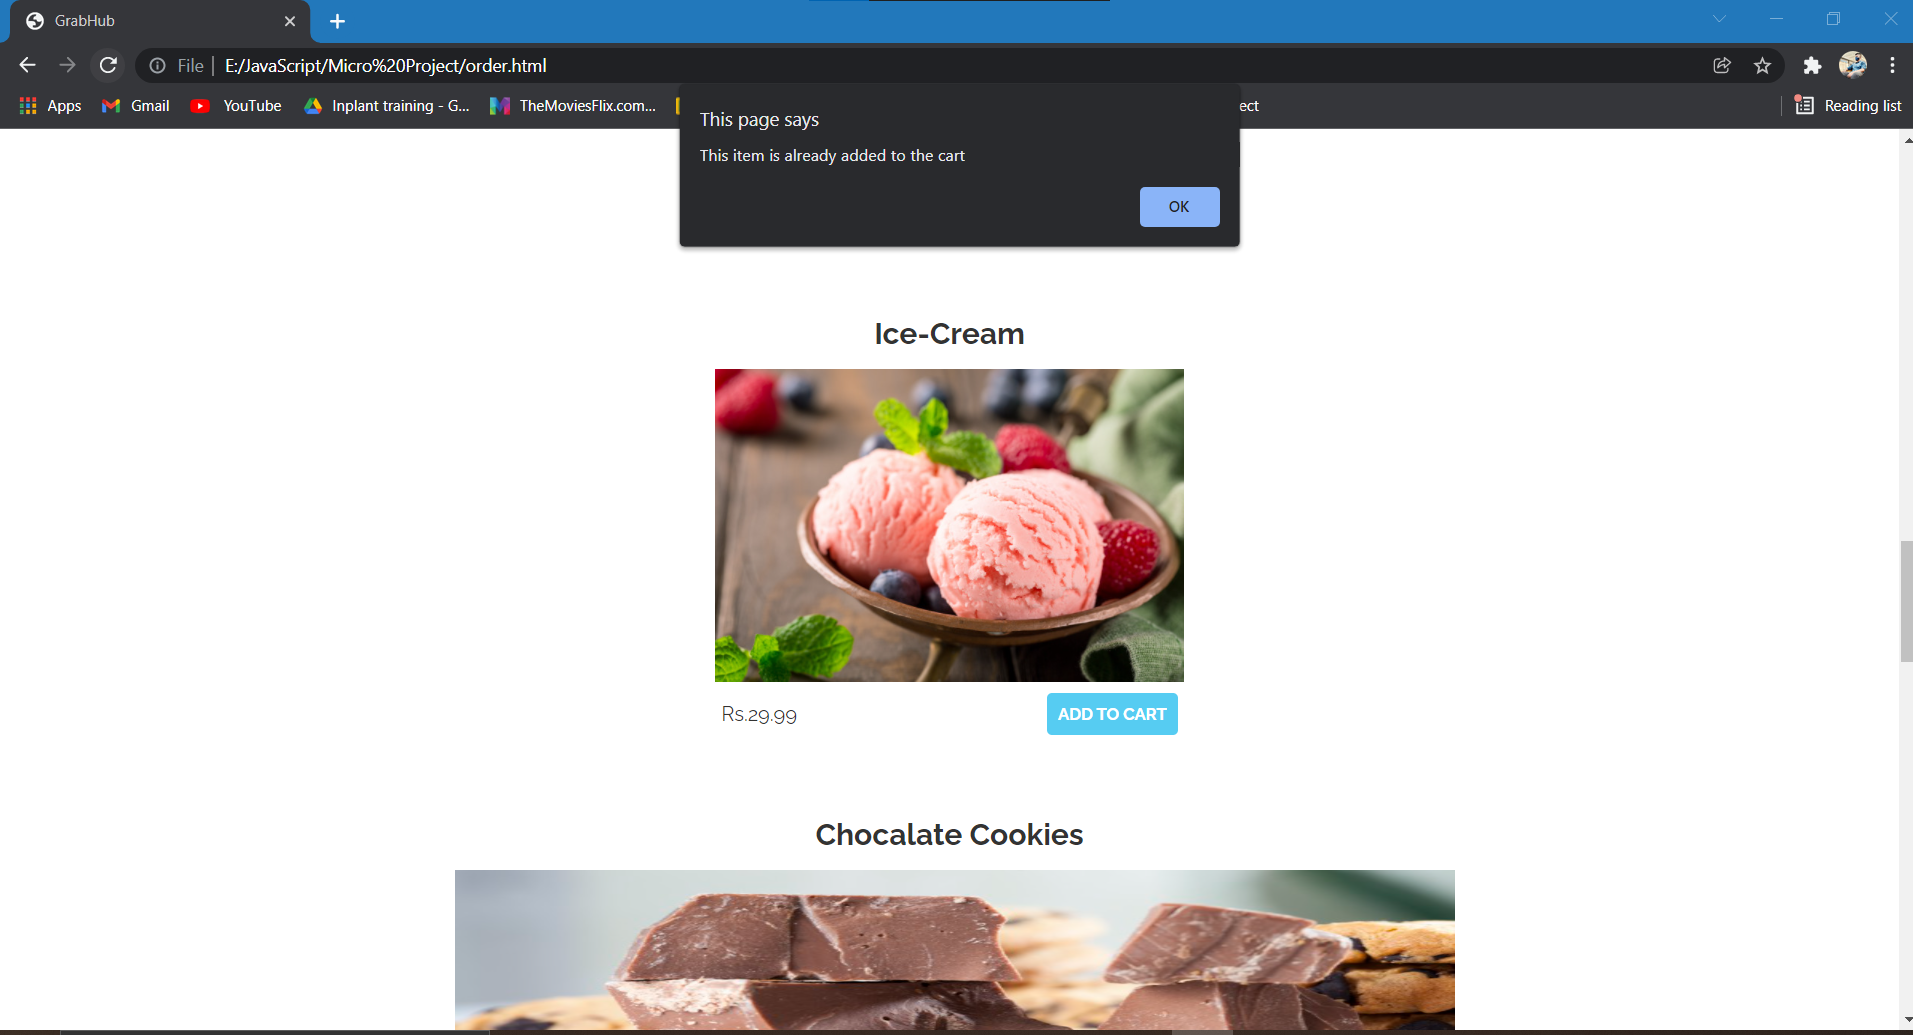 GrabHub
File | E:/JavaScript/Micro%20Project/order.html
Apps
Gmail
YouTube
Inplant training - G...
TheMoviesFlix.com...
ect
Reading list
This page says
This item is already added to the cart
OK
Ice-Cream
Rs.29.99
ADD TO CART
Chocalate Cookies